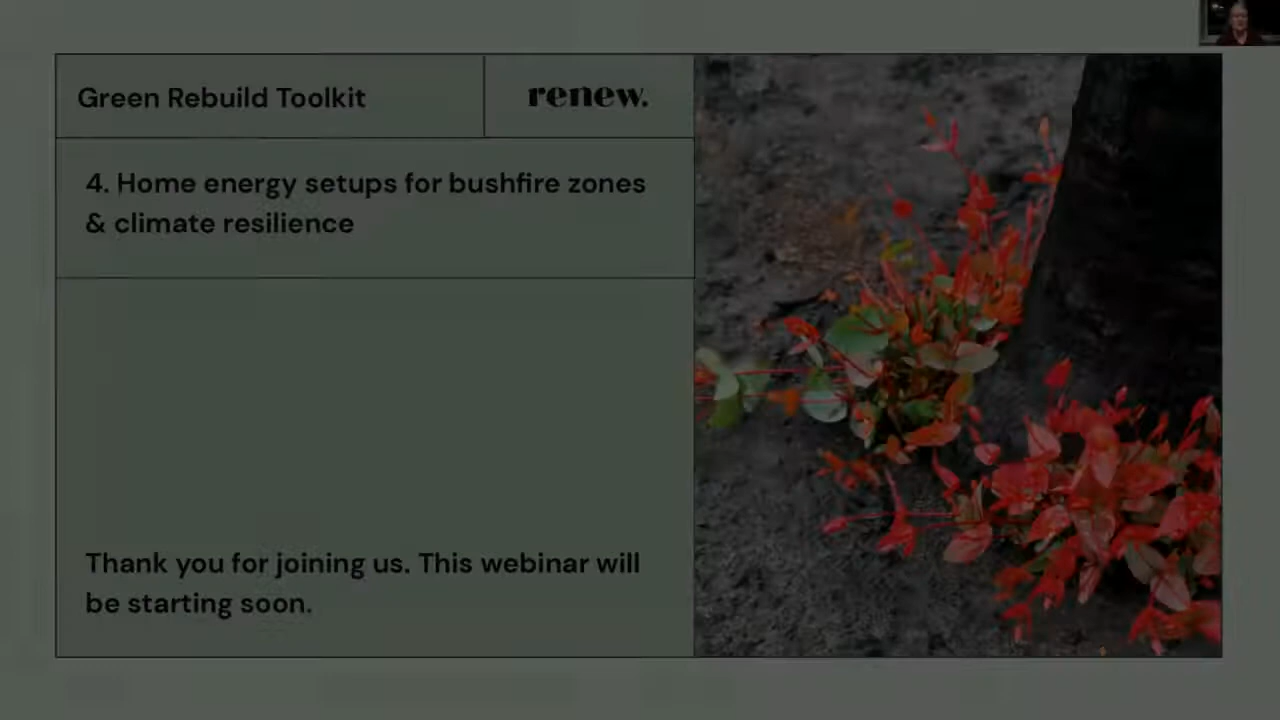 Green Rebuild Toolkit
renew.
4. Home energy setups for bushfire zones
& climate resilience
Thank you for joining us. This webinar will
be starting soon.